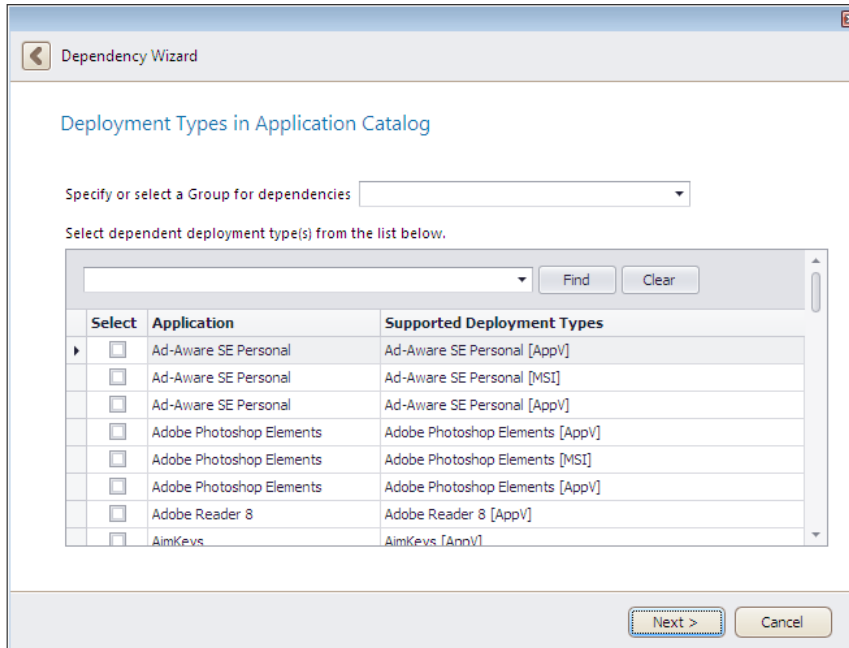 Dependency Wizard
Deployment Types in Application Catalog
Specify or select a Group for dependencies
Select dependent deployment type(s) from the list below.
Find Clear
Select Application Supported Deployment Types
Ad-Aware SE Personal Ad-Aware SE Personal [AppV]
Ad-Aware SE Personal Ad-Aware SE Personal [MSI]
Ad-Aware SE Personal Ad-Aware SE Personal [AppV]
Adobe Photoshop Elements Adobe Photoshop Elements [AppV]
Adobe Photoshop Elements Adobe Photoshop Elements [MSI]
Adobe Photoshop Elements Adobe Photoshop Elements [AppV]
Adobe Reader 8 Adobe Reader 8 [AppV]
AimKeys AimKeys [AppV]
Next > Cancel